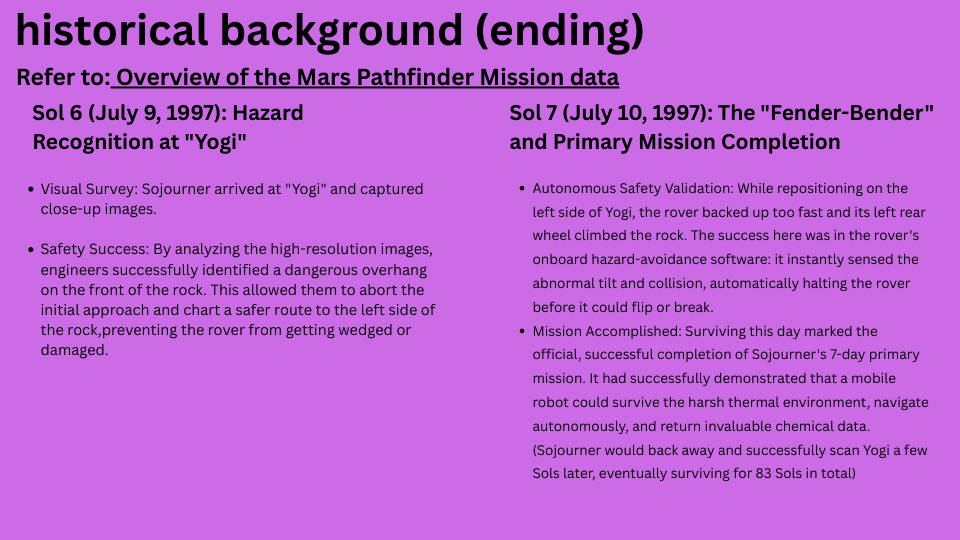 historical background (ending)
Refer to: Overview of the Mars Pathfinder Mission data
Sol 6 (July 9, 1997): Hazard
Recognition at "Yogi"
• Visual Survey: Sojourner arrived at "Yogi" and captured
close-up images.
• Safety Success: By analyzing the high-resolution images,
engineers successfully identified a dangerous overhang
on the front of the rock. This allowed them to abort the
initial approach and chart a safer route to the left side of
the rock,preventing the rover from getting wedged or
damaged.
Sol 7 (July 10, 1997): The "Fender-Bender"
and Primary Mission Completion
• Autonomous Safety Validation: While repositioning on the
left side of Yogi, the rover backed up too fast and its left rear
wheel climbed the rock. The success here was in the rover's
onboard hazard-avoidance software: it instantly sensed the
abnormal tilt and collision, automatically halting the rover
before it could flip or break.
• Mission Accomplished: Surviving this day marked the
official, successful completion of Sojourner's 7-day primary
mission. It had successfully demonstrated that a mobile
robot could survive the harsh thermal environment, navigate
autonomously, and return invaluable chemical data.
(Sojourner would back away and successfully scan Yogi a few
Sols later, eventually surviving for 83 Sols in total)